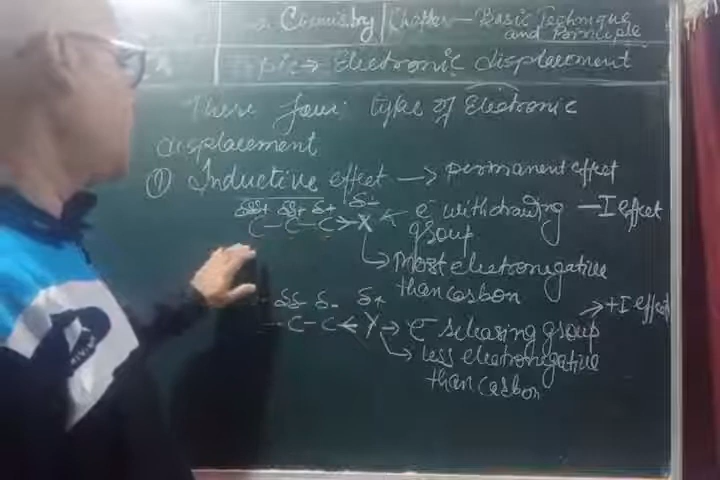 Chemistry | Chapter - Basic Technique
and Principle
Topic → Electronic displacement
There four types of Electronic
displacement
① Inductive effect → permanent effect
δδδ+ δδ+ δ+ δ-
C-C-C→X ← e⁻ withdrawing -I effect
group
↳ Most electronegative
than carbon
δδ- δ- δ+
-C-C←Y → e⁻ releasing group → +I effect
↳ less electronegative
than carbon